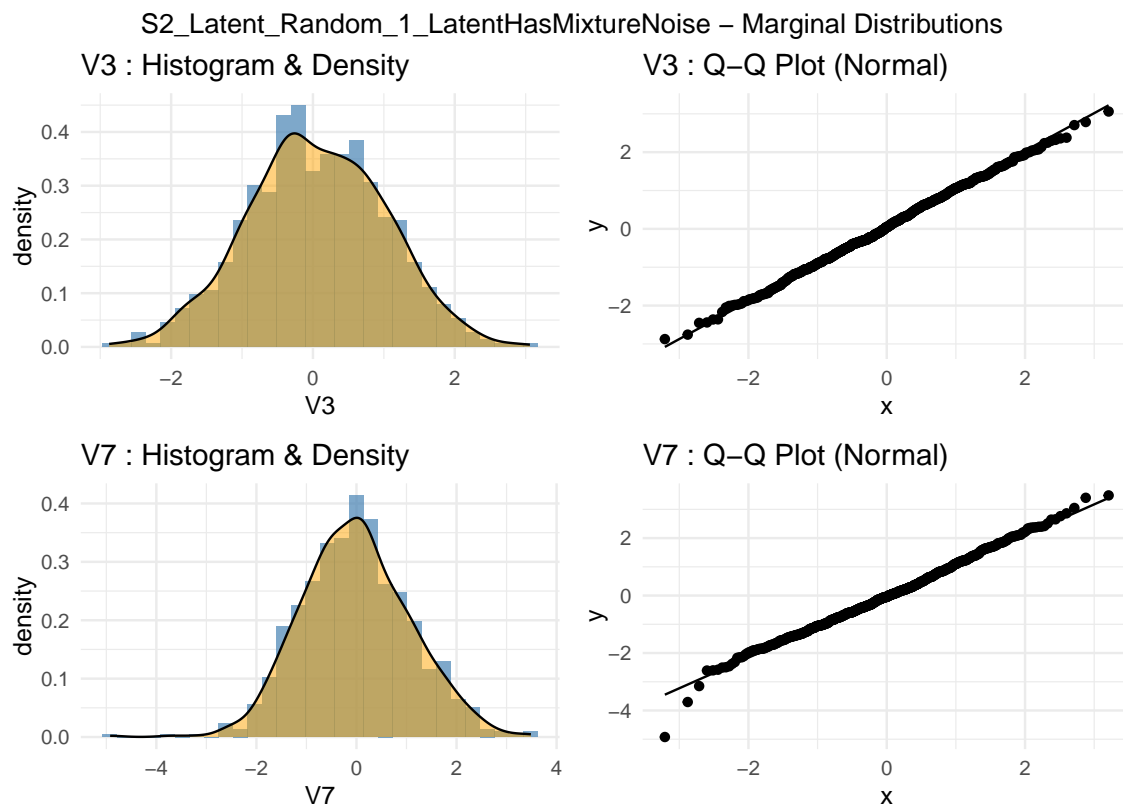 S2_Latent_Random_1_LatentHasMixtureNoise − Marginal Distributions
V3 : Histogram & Density
density
0.4
0.3
0.2
0.1
0.0
−2
0
2
V3
V3 : Q−Q Plot (Normal)
y
2
0
−2
−2
0
2
x
V7 : Histogram & Density
density
0.4
0.3
0.2
0.1
0.0
−4
−2
0
2
4
V7
V7 : Q−Q Plot (Normal)
y
2
0
−2
−4
−2
0
2
x